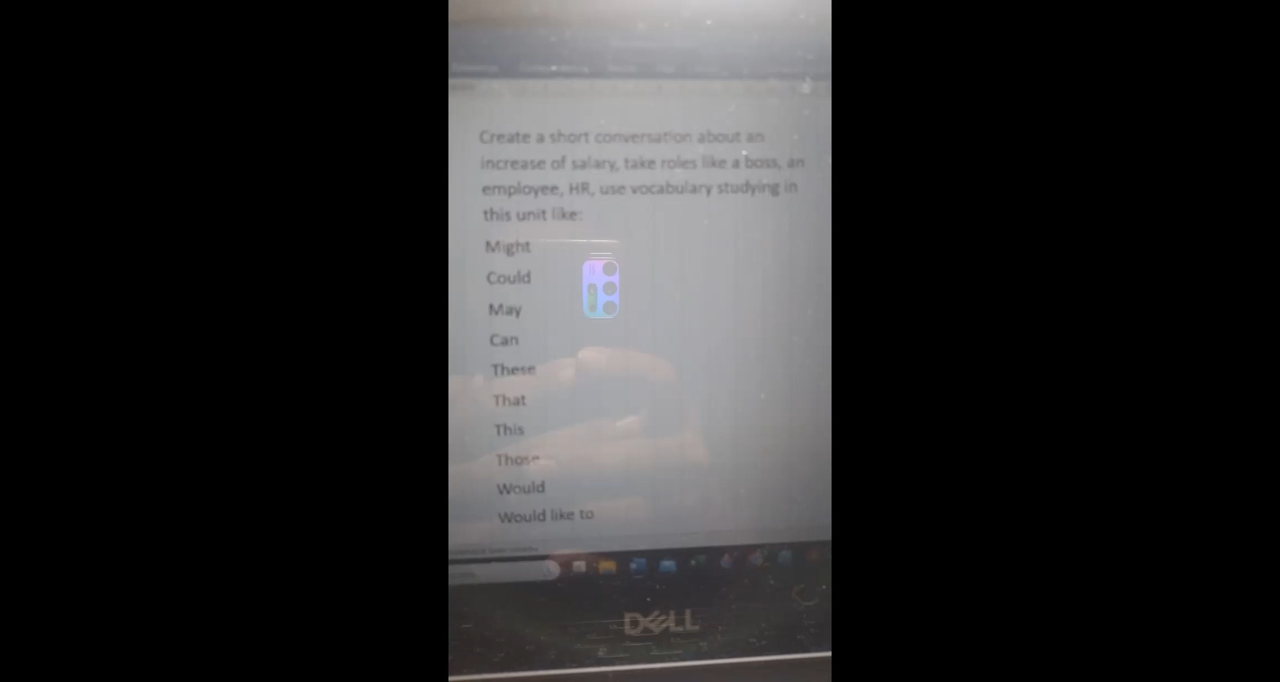 Create a short conversation about an
increase of salary, take roles like a boss, an
employee, HR, use vocabulary studying in
this unit like:
Might
Could
May
Can
These
That
This
Those
Would
Would like to
DELL